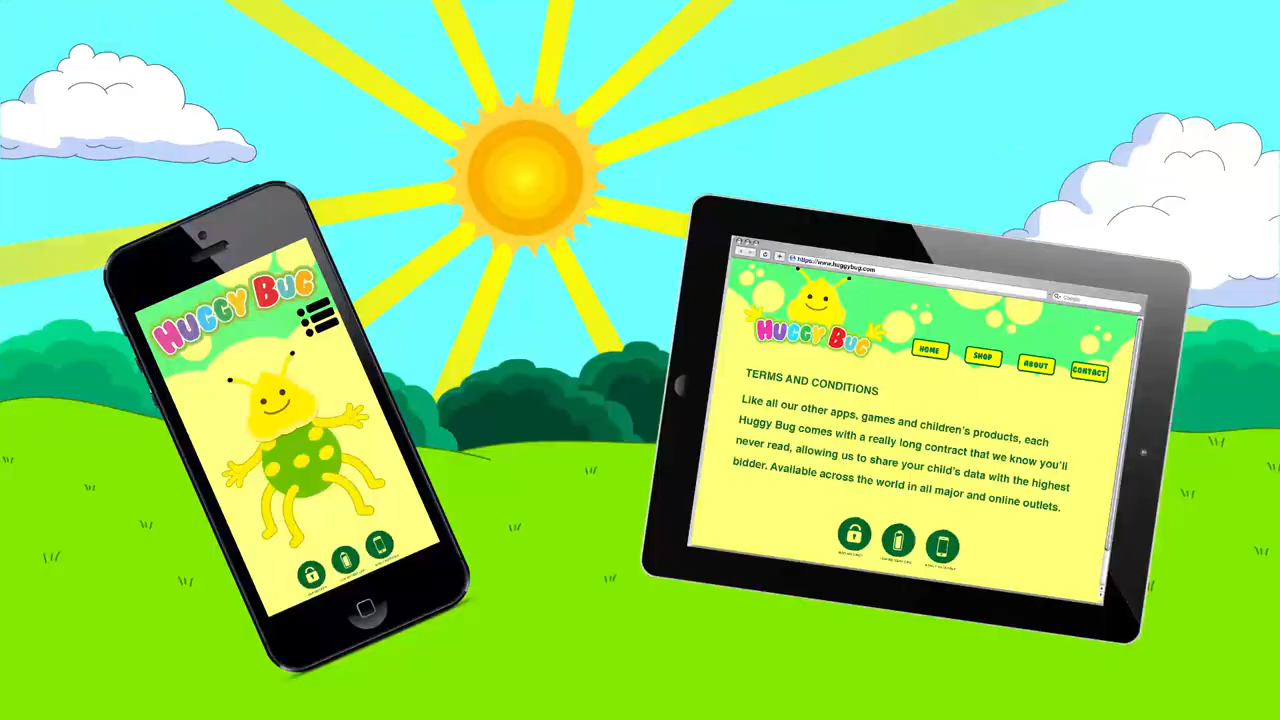 HUGGY BUG
https://www.huggybug.com
Google
HUGGY BUG
HOME
SHOP
ABOUT
CONTACT
TERMS AND CONDITIONS
Like all our other apps, games and children's products, each
Huggy Bug comes with a really long contract that we know you'll
never read, allowing us to share your child's data with the highest
bidder. Available across the world in all major and online outlets.